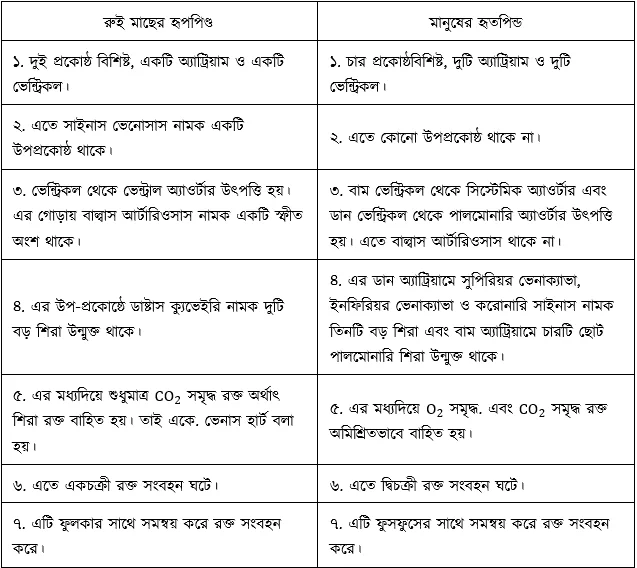 রুই মাছের হৃপপিণ্ড
মানুষের হৃতপিন্ড
১. দুই প্রকোষ্ঠ বিশিষ্ট, একটি অ্যাট্রিয়াম ও একটি
ভেন্ট্রিকল।
১. চার প্রকোষ্ঠবিশিষ্ট, দুটি অ্যাট্রিয়াম ও দুটি
ভেন্ট্রিকল।
২. এতে সাইনাস ভেনোসাস নামক একটি
উপপ্রকোষ্ঠ থাকে।
২. এতে কোনো উপপ্রকোষ্ঠ থাকে না।
৩. ভেন্ট্রিকল থেকে ভেন্ট্রাল অ্যাওর্টার উৎপত্তি হয়।
এর গোড়ায় বাল্বাস আর্টারিওসাস নামক একটি স্ফীত
অংশ থাকে।
৩. বাম ভেন্ট্রিকল থেকে সিস্টেমিক অ্যাওর্টার এবং
ডান ভেন্ট্রিকল থেকে পালমোনারি অ্যাওর্টার উৎপত্তি
হয়। এতে বাল্বাস আর্টারিওসাস থাকে না।
৪. এর উপ-প্রকোষ্ঠে ডাষ্টাস ক্যুভেইরি নামক দুটি
বড় শিরা উন্মুক্ত থাকে।
৪. এর ডান অ্যাট্রিয়ামে সুপিরিয়র ভেনাক্যাভা,
ইনফিরিয়র ভেনাক্যাভা ও করোনারি সাইনাস নামক
তিনটি বড় শিরা এবং বাম অ্যাট্রিয়ামে চারটি ছোট
পালমোনারি শিরা উন্মুক্ত থাকে।
৫. এর মধ্যদিয়ে শুধুমাত্র CO₂ সমৃদ্ধ রক্ত অর্থাৎ
শিরা রক্ত বাহিত হয়। তাই একে. ভেনাস হার্ট বলা
হয়।
৫. এর মধ্যদিয়ে O₂ সমৃদ্ধ. এবং CO₂ সমৃদ্ধ রক্ত
অমিশ্রিতভাবে বাহিত হয়।
৬. এতে একচক্রী রক্ত সংবহন ঘটে।
৬. এতে দ্বিচক্রী রক্ত সংবহন ঘটে।
৭. এটি ফুলকার সাথে সমন্বয় করে রক্ত সংবহন
করে।
৭. এটি ফুসফুসের সাথে সমন্বয় করে রক্ত সংবহন
করে।